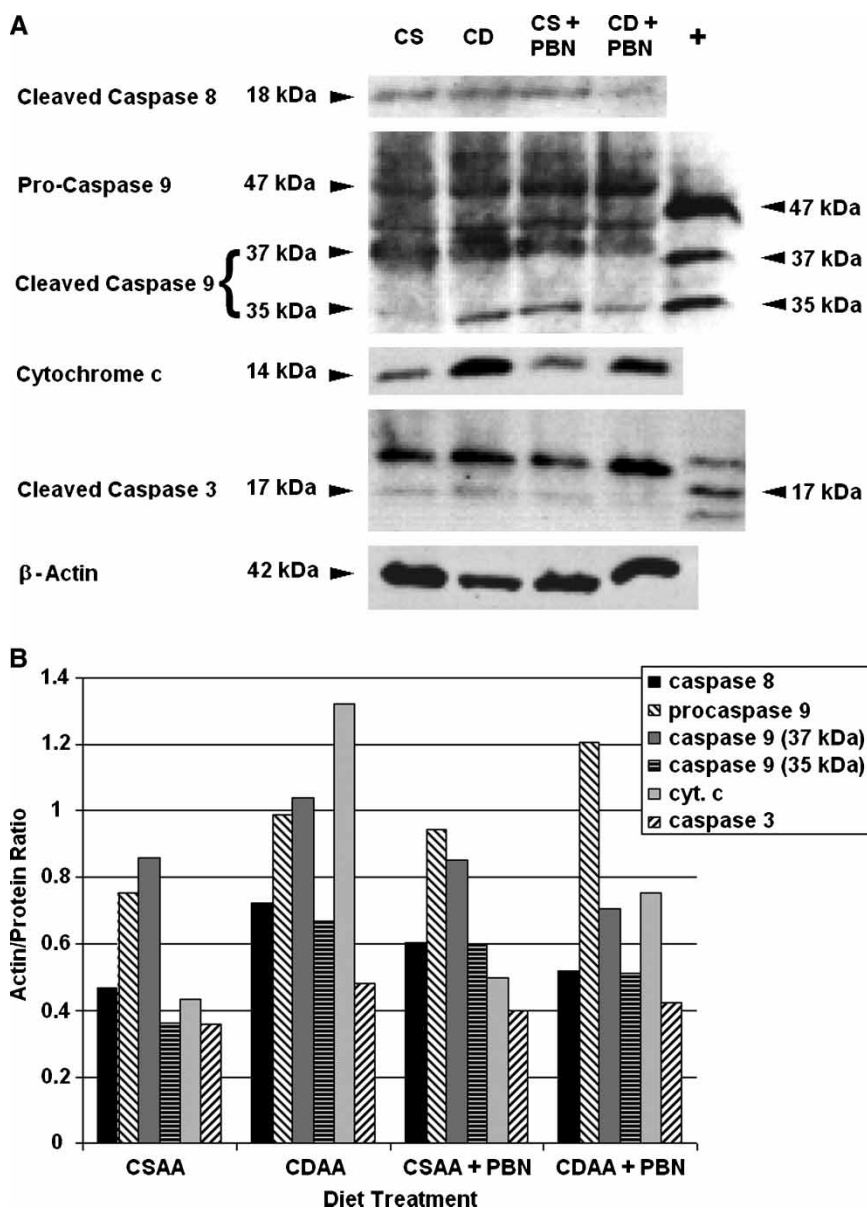 A
CS CD CS + PBN CD + PBN +
Cleaved Caspase 8 18 kDa
Pro-Caspase 9 47 kDa
47 kDa
37 kDa
37 kDa
Cleaved Caspase 9
35 kDa
35 kDa
Cytochrome c 14 kDa
Cleaved Caspase 3 17 kDa
17 kDa
β-Actin 42 kDa
B
1.4
1.2
1
0.8
0.6
0.4
0.2
0
Actin/Protein Ratio
caspase 8
procaspase 9
caspase 9 (37 kDa)
caspase 9 (35 kDa)
cyt. c
caspase 3
CSAA CDAA CSAA + PBN CDAA + PBN
Diet Treatment